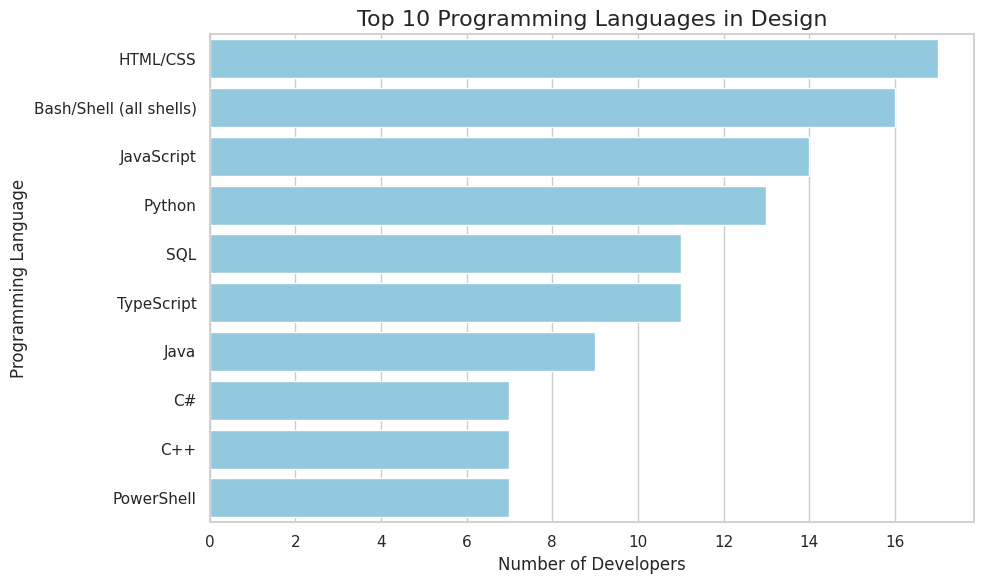 Top 10 Programming Languages in Design
Programming Language
HTML/CSS
Bash/Shell (all shells)
JavaScript
Python
SQL
TypeScript
Java
C#
C++
PowerShell
0 2 4 6 8 10 12 14 16
Number of Developers